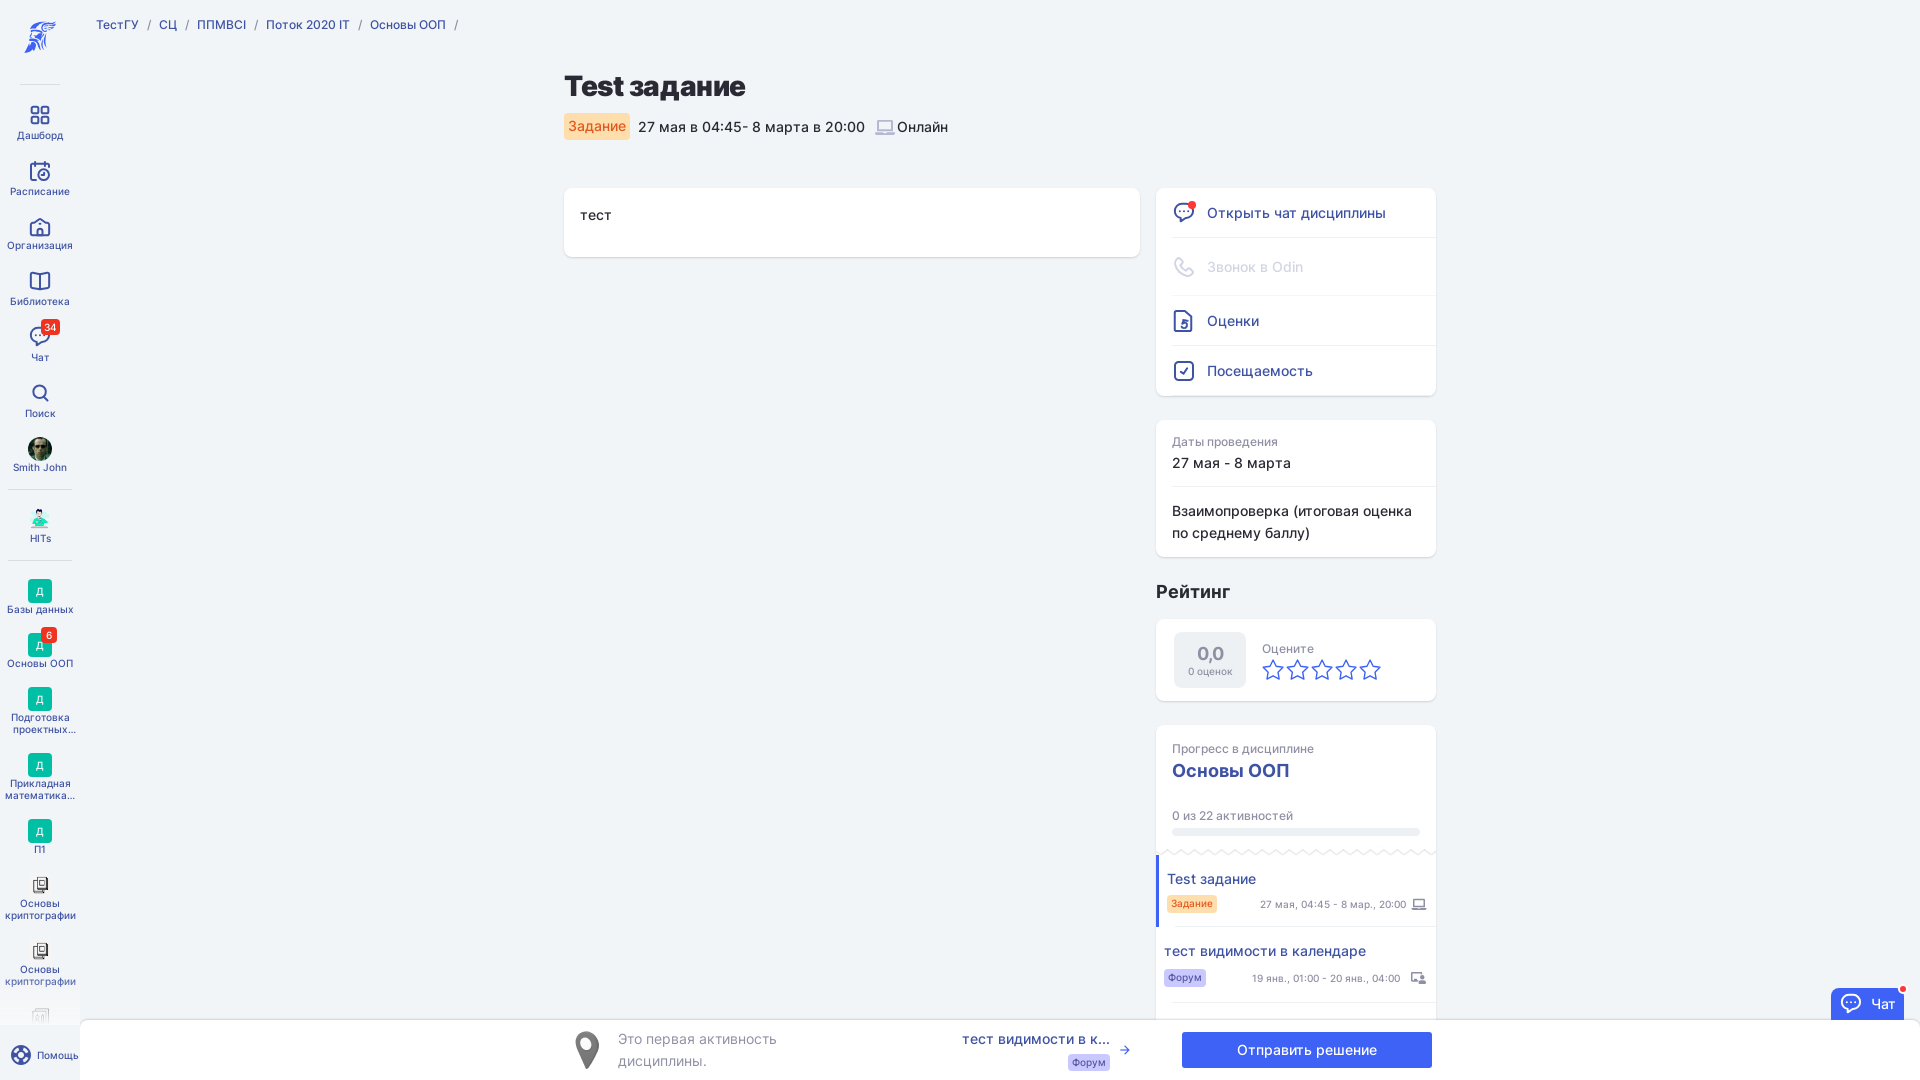 ТестГУ / СЦ / ППМВСІ / Поток 2020 IT / Основы ООП /
Дашборд
Расписание
Организация
Библиотека
34
Чат
Поиск
Smith John
HITs
Д
Базы данных
6
Д
Основы ООП
Д
Подготовка
проектных...
Д
Прикладная
математика...
Д
П1
Основы
криптографии
Основы
криптографии
Помощь
Test задание
Задание 27 мая в 04:45- 8 марта в 20:00 Онлайн
тест
Открыть чат дисциплины
Звонок в Odin
Оценки
Посещаемость
Даты проведения
27 мая - 8 марта
Взаимопроверка (итоговая оценка
по среднему баллу)
Рейтинг
0,0
0 оценок
Оцените
Прогресс в дисциплине
Основы ООП
0 из 22 активностей
Test задание
Задание 27 мая, 04:45 - 8 мар., 20:00
тест видимости в календаре
Форум 19 янв., 01:00 - 20 янв., 04:00
Чат
Это первая активность
дисциплины.
тест видимости в к...
Форум
Отправить решение